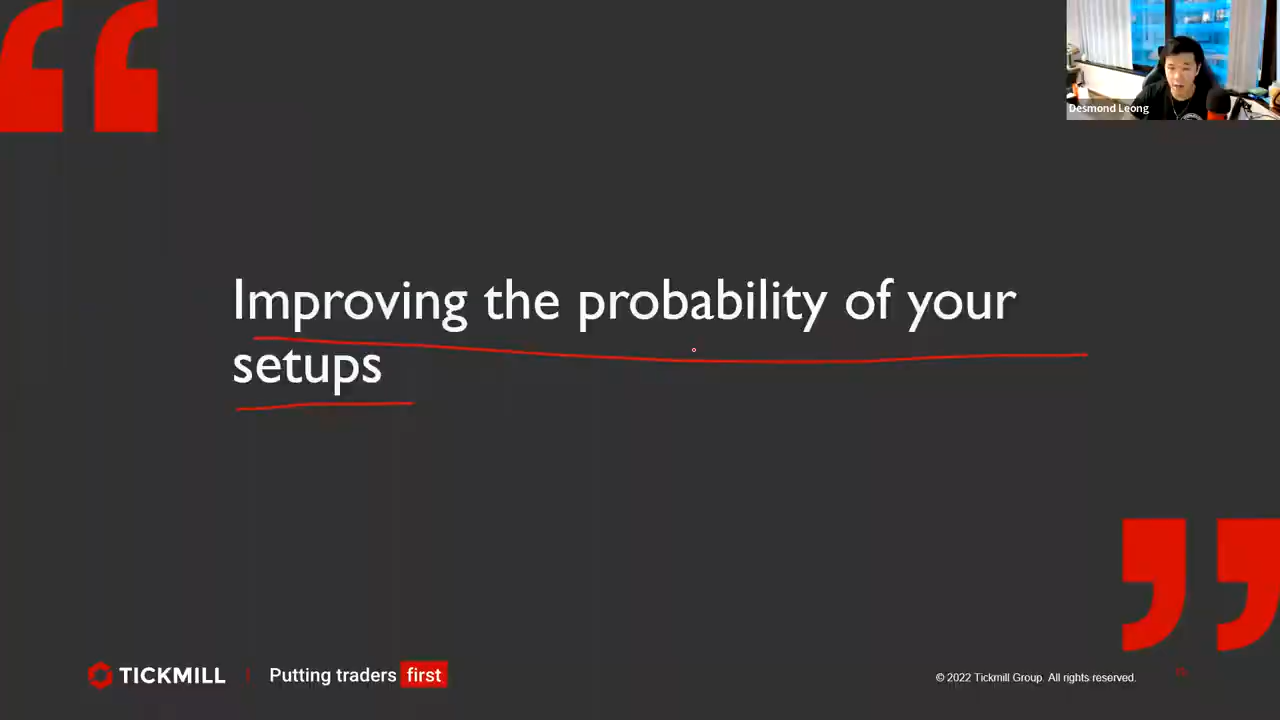 Desmond Leong
Improving the probability of your
setups
TICKMILL | Putting traders first
© 2022 Tickmill Group. All rights reserved.